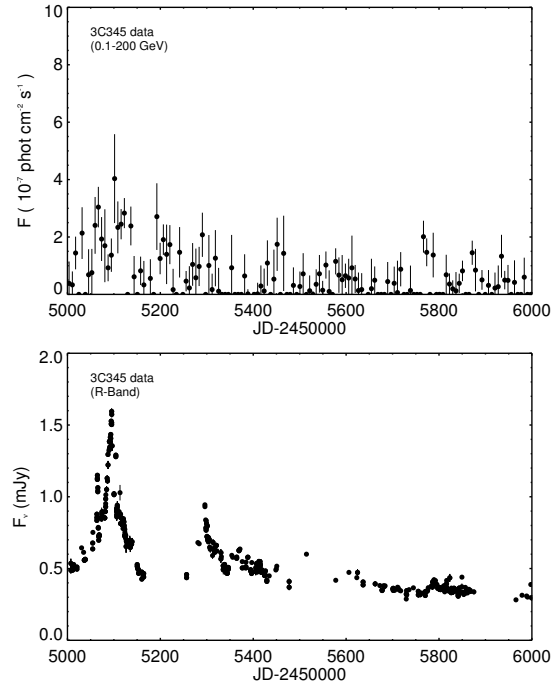 3C345 data
(0.1-200 GeV)
F ( 10⁻⁷ phot cm⁻² s⁻¹ )
10
8
6
4
2
0
5000 5200 5400 5600 5800 6000
JD-2450000
3C345 data
(R-Band)
Fᵥ (mJy)
2.0
1.5
1.0
0.5
0.0
5000 5200 5400 5600 5800 6000
JD-2450000